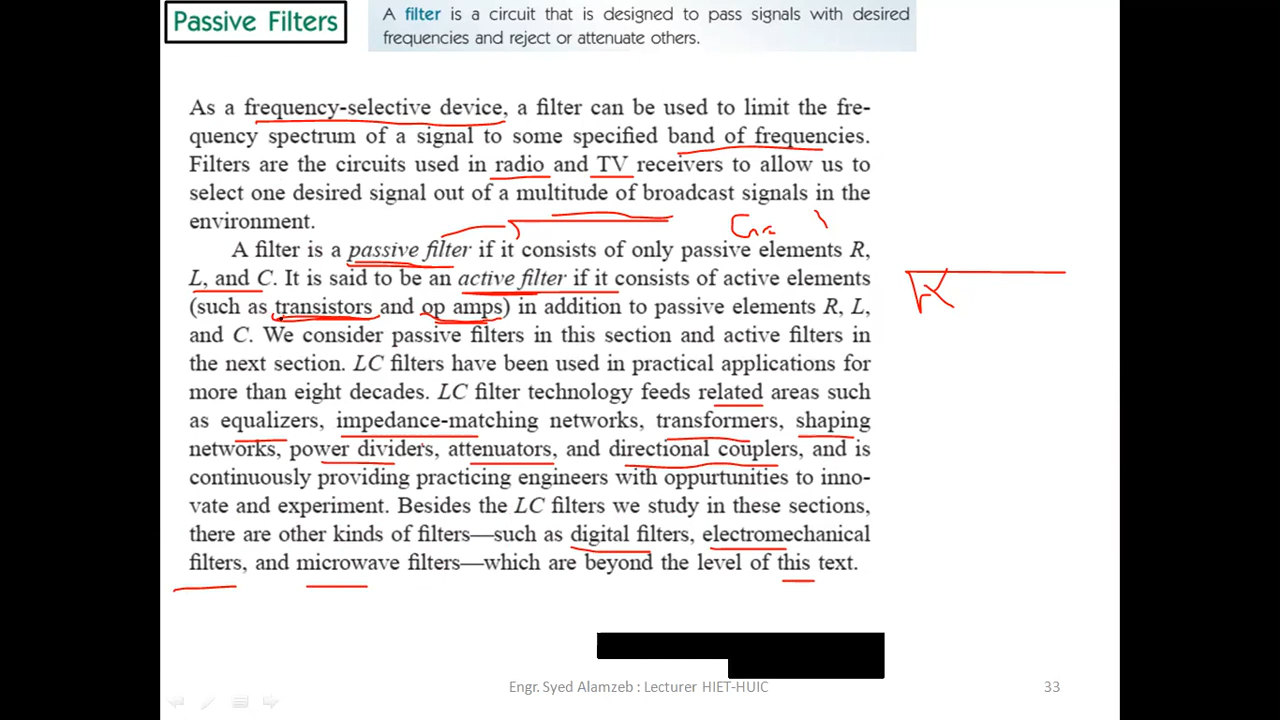 Passive Filters
A filter is a circuit that is designed to pass signals with desired
frequencies and reject or attenuate others.
As a frequency-selective device, a filter can be used to limit the fre-
quency spectrum of a signal to some specified band of frequencies.
Filters are the circuits used in radio and TV receivers to allow us to
select one desired signal out of a multitude of broadcast signals in the
environment.
A filter is a passive filter if it consists of only passive elements R,
L, and C. It is said to be an active filter if it consists of active elements
(such as transistors and op amps) in addition to passive elements R, L,
and C. We consider passive filters in this section and active filters in
the next section. LC filters have been used in practical applications for
more than eight decades. LC filter technology feeds related areas such
as equalizers, impedance-matching networks, transformers, shaping
networks, power dividers, attenuators, and directional couplers, and is
continuously providing practicing engineers with oppurtunities to inno-
vate and experiment. Besides the LC filters we study in these sections,
there are other kinds of filters—such as digital filters, electromechanical
filters, and microwave filters—which are beyond the level of this text.
Engr. Syed Alamzeb : Lecturer HIET-HUIC
33